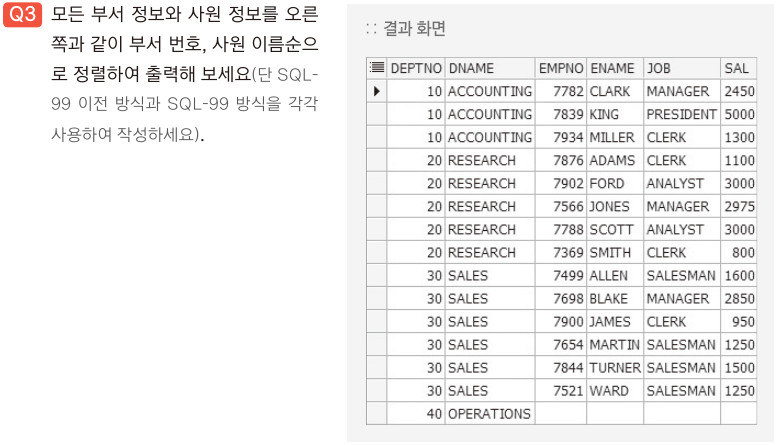 Q3 모든 부서 정보와 사원 정보를 오른
쪽과 같이 부서 번호, 사원 이름순으
로 정렬하여 출력해 보세요(단 SQL-
99 이전 방식과 SQL-99 방식을 각각
사용하여 작성하세요).
:: 결과 화면
DEPTNO DNAME EMPNO ENAME JOB SAL
10 ACCOUNTING 7782 CLARK MANAGER 2450
10 ACCOUNTING 7839 KING PRESIDENT 5000
10 ACCOUNTING 7934 MILLER CLERK 1300
20 RESEARCH 7876 ADAMS CLERK 1100
20 RESEARCH 7902 FORD ANALYST 3000
20 RESEARCH 7566 JONES MANAGER 2975
20 RESEARCH 7788 SCOTT ANALYST 3000
20 RESEARCH 7369 SMITH CLERK 800
30 SALES 7499 ALLEN SALESMAN 1600
30 SALES 7698 BLAKE MANAGER 2850
30 SALES 7900 JAMES CLERK 950
30 SALES 7654 MARTIN SALESMAN 1250
30 SALES 7844 TURNER SALESMAN 1500
30 SALES 7521 WARD SALESMAN 1250
40 OPERATIONS